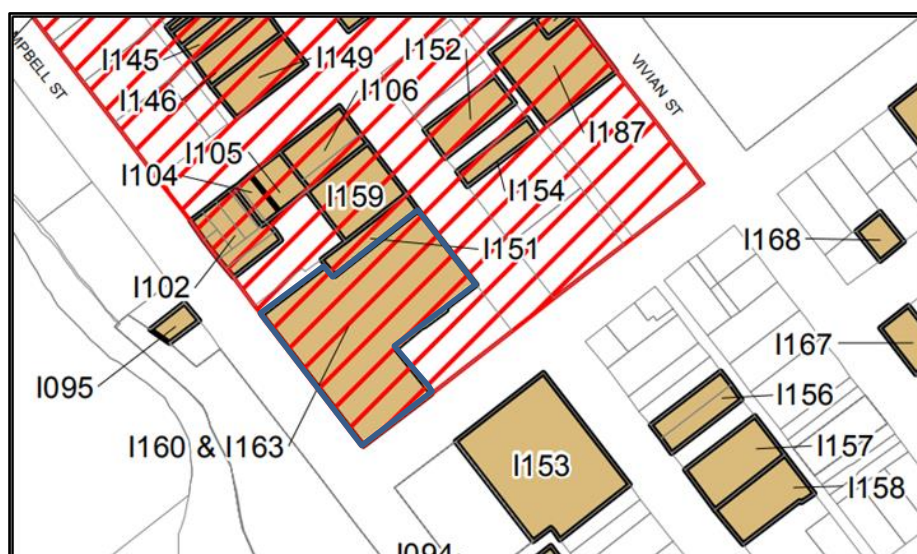 MPBELL ST
I145
I149
I152
I146
I106
VIVIAN ST
I187
I105
I104
I159
I154
I151
I168
I102
I167
I095
I156
I160 & I163
I157
I153
I158
I094